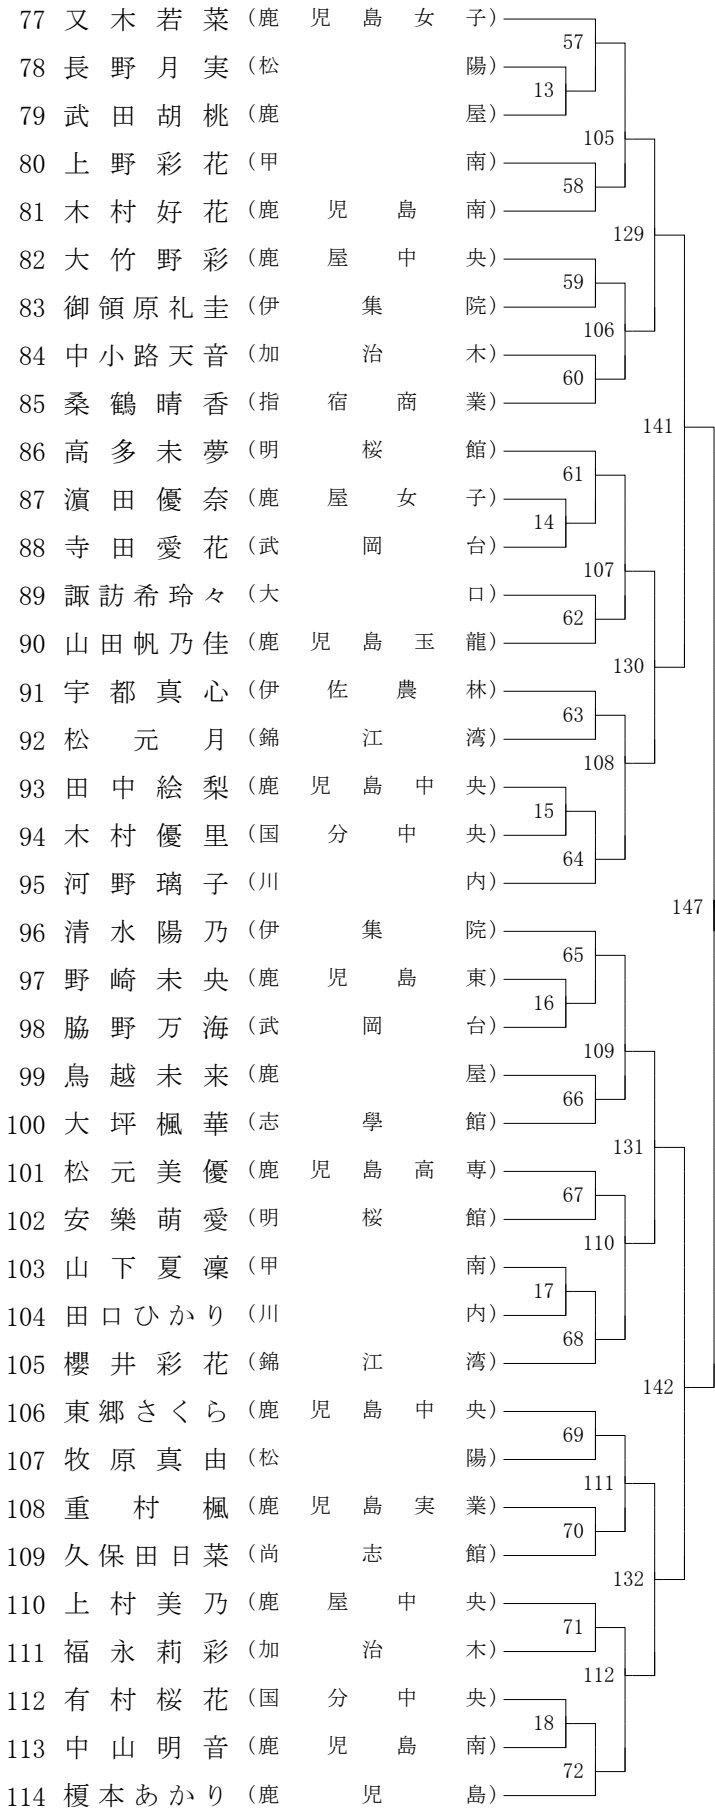 77 又木若菜 (鹿児島女子)
57
78 長野月実 (松陽)
13
79 武田胡桃 (鹿屋)
105
80 上野彩花 (甲南)
58
81 木村好花 (鹿児島南)
129
82 大竹野彩 (鹿屋中央)
59
83 御領原礼圭 (伊集院)
106
84 中小路天音 (加治木)
60
85 桑鶴晴香 (指宿商業)
141
86 高多未夢 (明桜館)
61
87 濵田優奈 (鹿屋女子)
14
88 寺田愛花 (武岡台)
107
89 諏訪希玲々 (大口)
62
90 山田帆乃佳 (鹿児島玉龍)
130
91 宇都真心 (伊佐農林)
63
92 松元月 (錦江湾)
108
93 田中絵梨 (鹿児島中央)
15
94 木村優里 (国分中央)
64
95 河野璃子 (川内)
147
96 清水陽乃 (伊集院)
65
97 野崎未央 (鹿児島東)
16
98 脇野万海 (武岡台)
109
99 鳥越未来 (鹿屋)
66
100 大坪楓華 (志學館)
131
101 松元美優 (鹿児島高専)
67
102 安樂萌愛 (明桜館)
110
103 山下夏凜 (甲南)
17
104 田口ひかり (川内)
68
105 櫻井彩花 (錦江湾)
142
106 東郷さくら (鹿児島中央)
69
107 牧原真由 (松陽)
111
108 重村楓 (鹿児島実業)
70
109 久保田日菜 (尚志館)
132
110 上村美乃 (鹿屋中央)
71
111 福永莉彩 (加治木)
112
112 有村桜花 (国分中央)
18
113 中山明音 (鹿児島南)
72
114 榎本あかり (鹿児島)